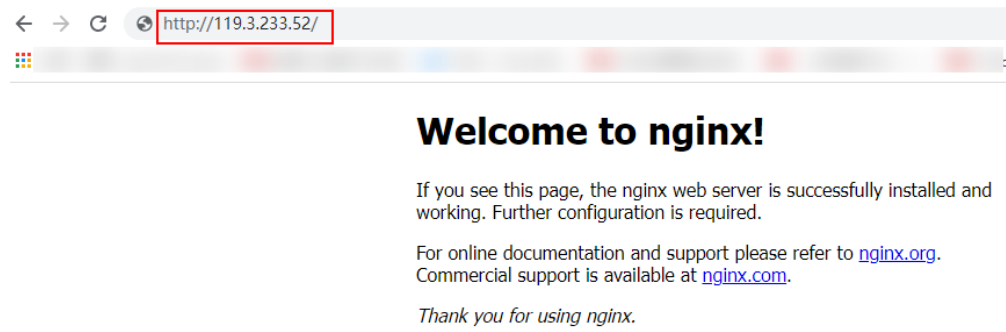 http://119.3.233.52/
Welcome to nginx!
If you see this page, the nginx web server is successfully installed and
working. Further configuration is required.
For online documentation and support please refer to nginx.org.
Commercial support is available at nginx.com.
Thank you for using nginx.